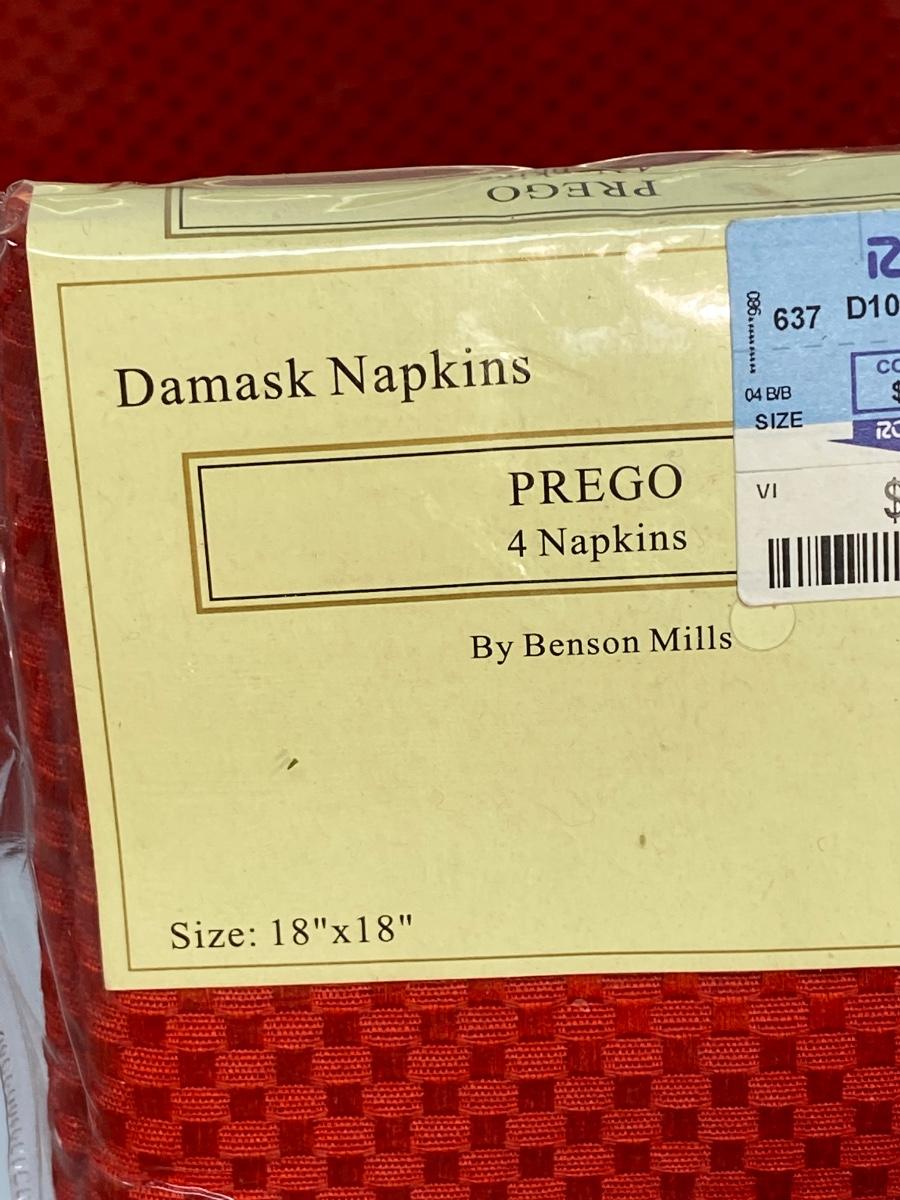 PREGO
Damask Napkins
PREGO
4 Napkins
By Benson Mills
Size: 18"x18"
637 D10
04 B/B
SIZE
VI
$